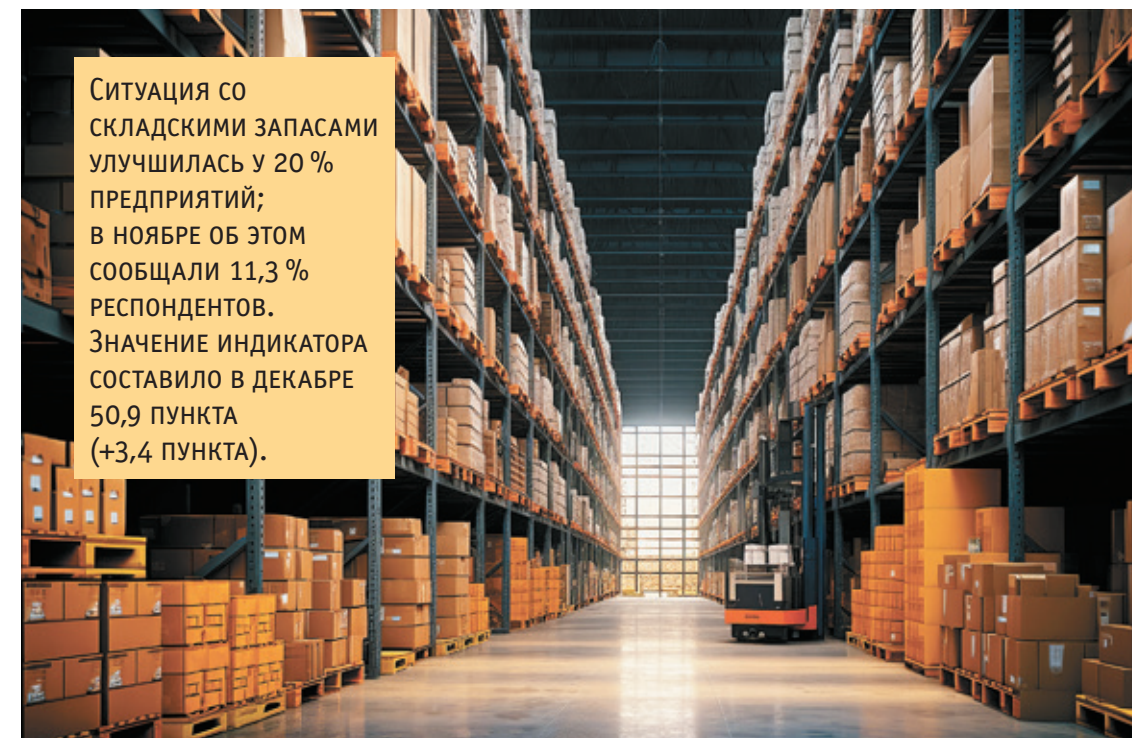 Ситуация со
складскими запасами
улучшилась у 20 %
предприятий;
в ноябре об этом
сообщали 11,3 %
респондентов.
Значение индикатора
составило в декабре
50,9 пункта
(+3,4 пункта).